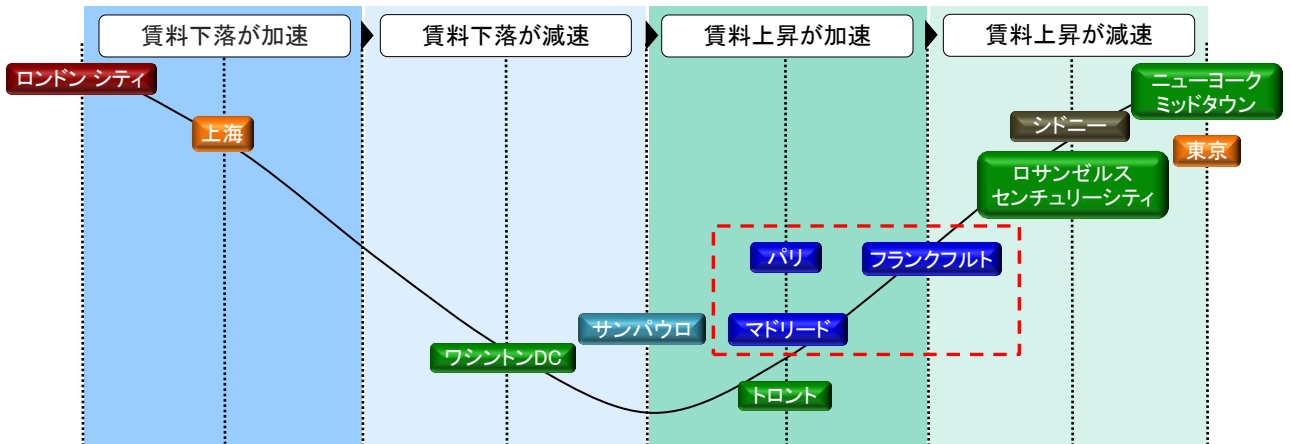 賃料下落が加速
賃料下落が減速
賃料上昇が加速
賃料上昇が減速
ロンドン シティ
上海
ワシントンDC
サンパウロ
パリ
マドリード
フランクフルト
トロント
ニューヨーク
ミッドタウン
シドニー
東京
ロサンゼルス
センチュリーシティ